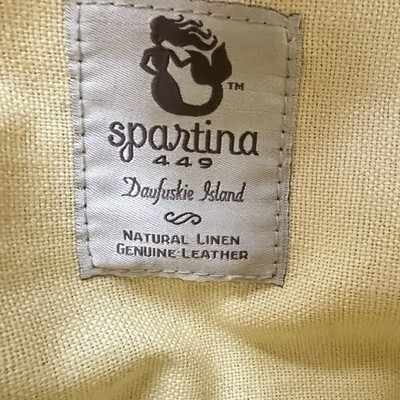 TM
spartina
449
Daufuskie Island
NATURAL LINEN
GENUINE LEATHER